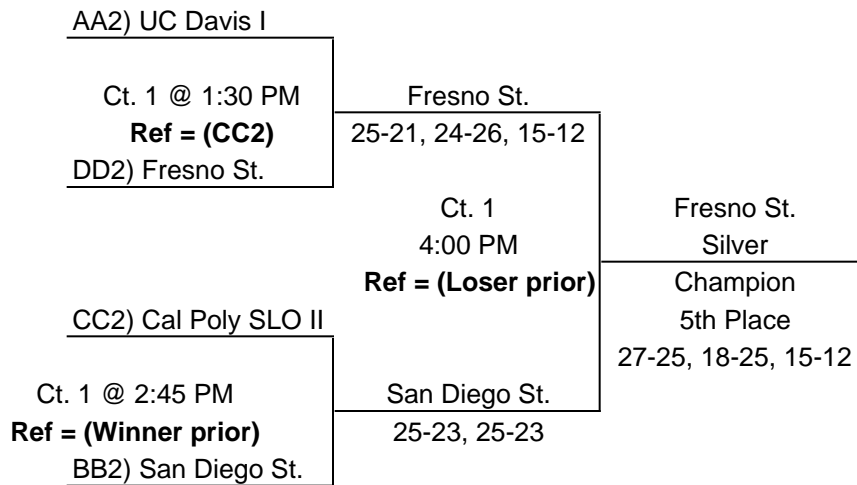 AA2) UC Davis I
Ct. 1 @ 1:30 PM
Fresno St.
Ref = (CC2)
25-21, 24-26, 15-12
DD2) Fresno St.
Ct. 1
Fresno St.
4:00 PM
Silver
Ref = (Loser prior)
Champion
CC2) Cal Poly SLO II
5th Place
27-25, 18-25, 15-12
Ct. 1 @ 2:45 PM
San Diego St.
Ref = (Winner prior)
25-23, 25-23
BB2) San Diego St.